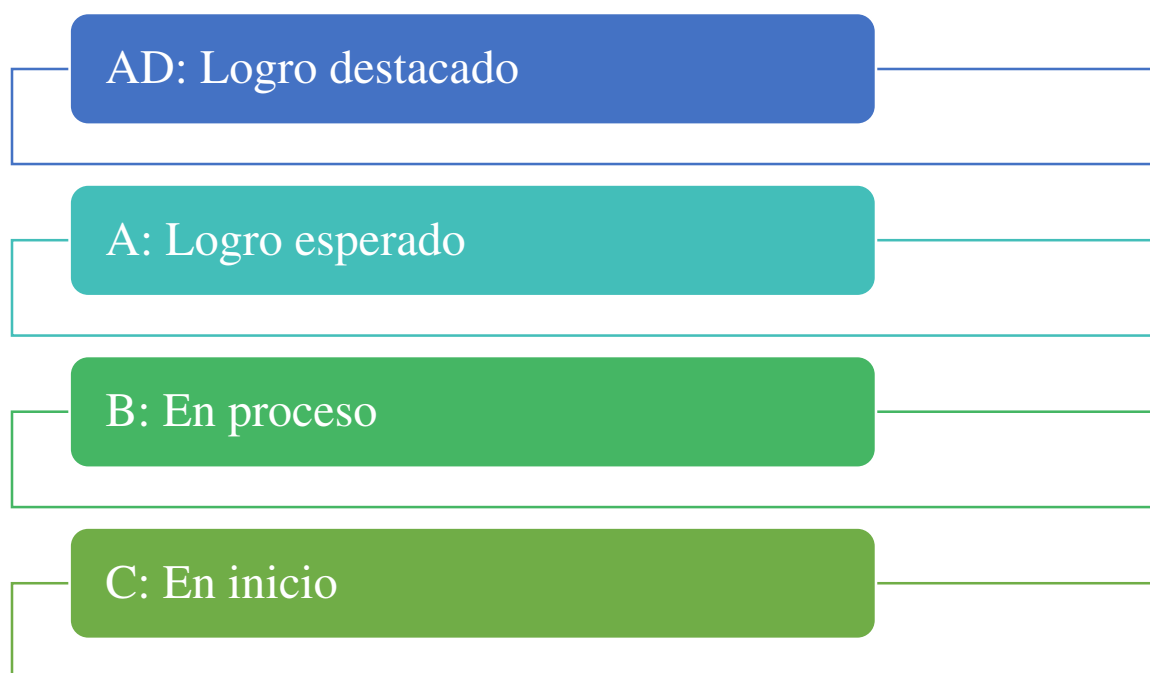 AD: Logro destacado
A: Logro esperado
B: En proceso
C: En inicio